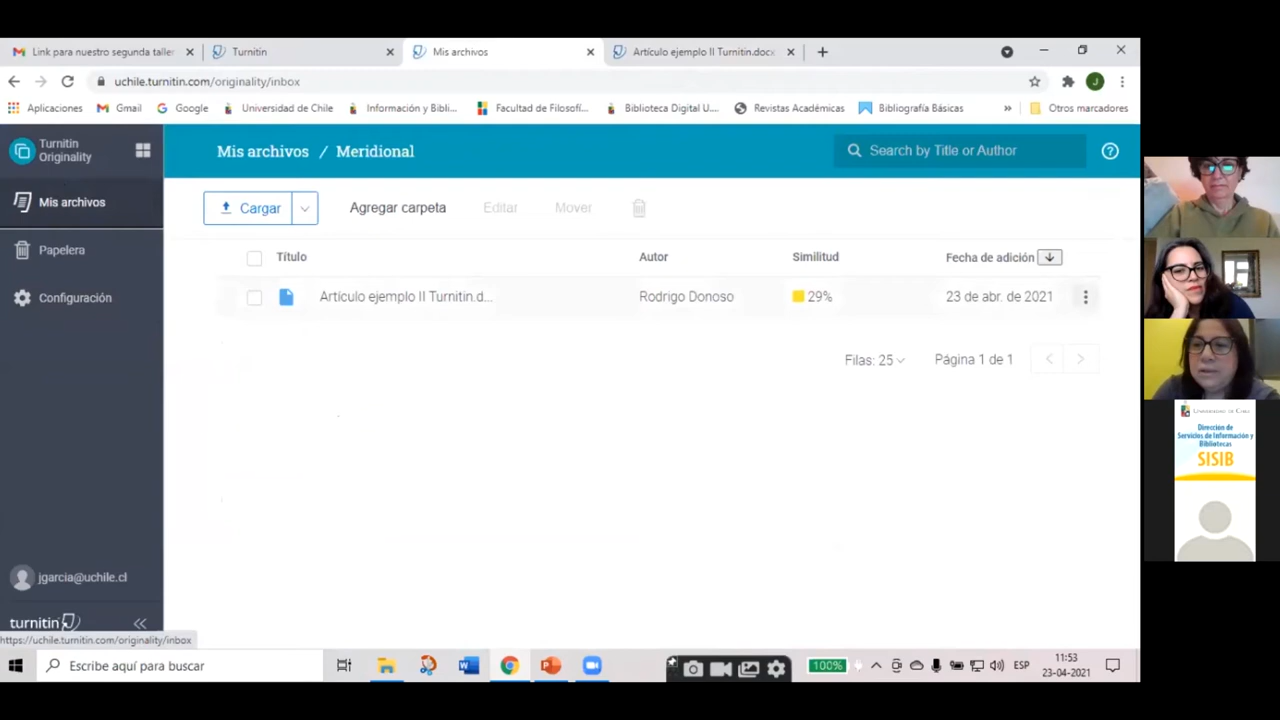 Link para nuestro segunda taller
Turnitin
Mis archivos
Artículo ejemplo II Turnitin.docx
uchile.turnitin.com/originality/inbox
Aplicaciones
Gmail
Google
Universidad de Chile
Información y Bibli...
Facultad de Filosofí...
Biblioteca Digital U...
Revistas Académicas
Bibliografía Básicas
»
Otros marcadores
Turnitin
Originality
Mis archivos / Meridional
Search by Title or Author
Mis archivos
Cargar
Agregar carpeta
Editar
Mover
Papelera
Título
Autor
Similitud
Fecha de adición
Configuración
Artículo ejemplo II Turnitin.d...
Rodrigo Donoso
29%
23 de abr. de 2021
Filas: 25
Página 1 de 1
jgarcia@uchile.cl
turnitin
https://uchile.turnitin.com/originality/inbox
Escribe aquí para buscar
100%
ESP
11:53
23-04-2021
UNIVERSIDAD DE CHILE
Dirección de
Servicios de Información y
Bibliotecas
SISIB